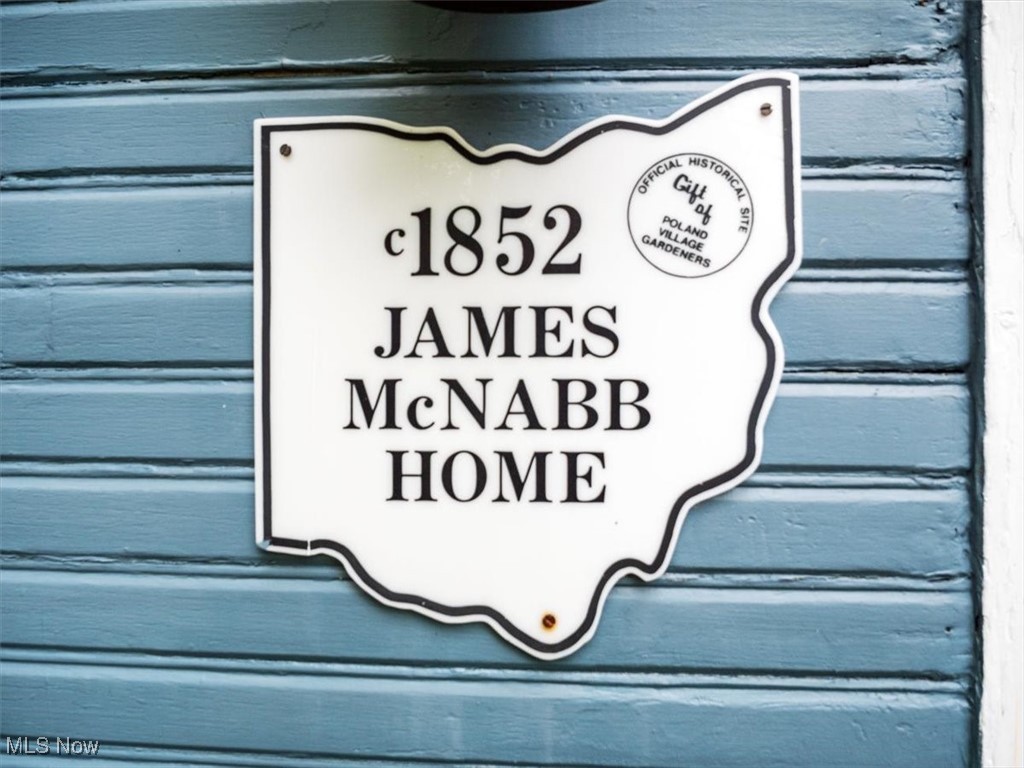 OFFICIAL HISTORICAL SITE
Gift
of
POLAND
VILLAGE
GARDENERS
c1852
JAMES
McNABB
HOME
MLS Now